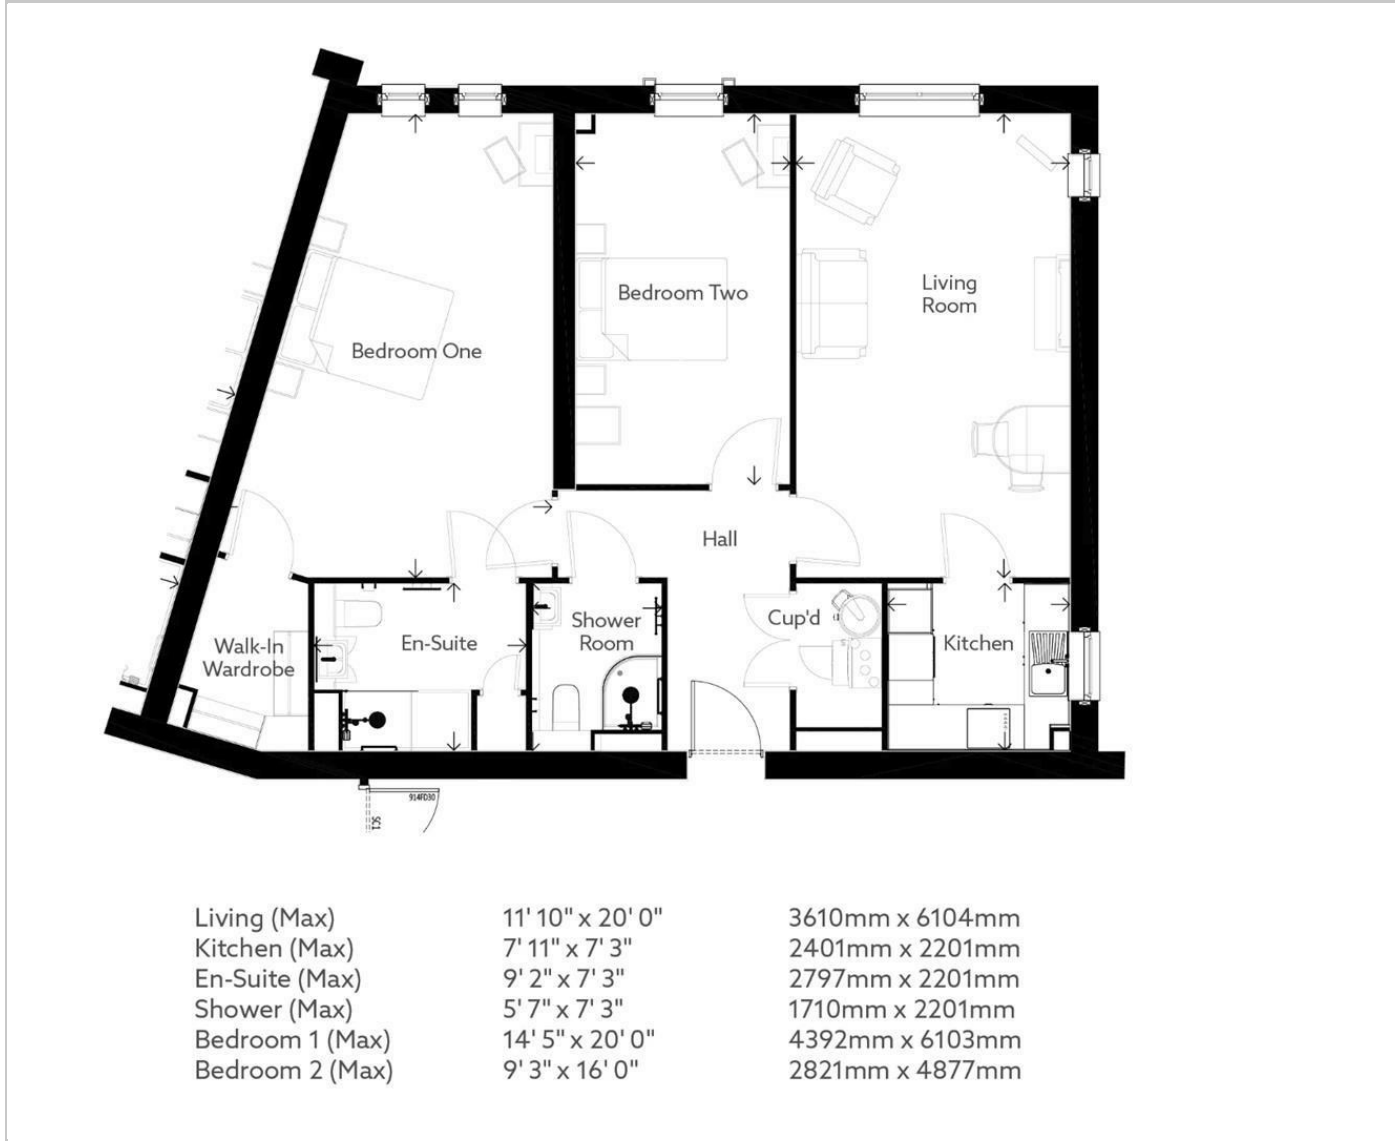 Bedroom One
Bedroom Two
Living
Room
Hall
Walk-In
Wardrobe
En-Suite
Shower
Room
Cup'd
Kitchen
914FD30
SC1
Living (Max) 11' 10" x 20' 0" 3610mm x 6104mm
Kitchen (Max) 7' 11" x 7' 3" 2401mm x 2201mm
En-Suite (Max) 9' 2" x 7' 3" 2797mm x 2201mm
Shower (Max) 5' 7" x 7' 3" 1710mm x 2201mm
Bedroom 1 (Max) 14' 5" x 20' 0" 4392mm x 6103mm
Bedroom 2 (Max) 9' 3" x 16' 0" 2821mm x 4877mm